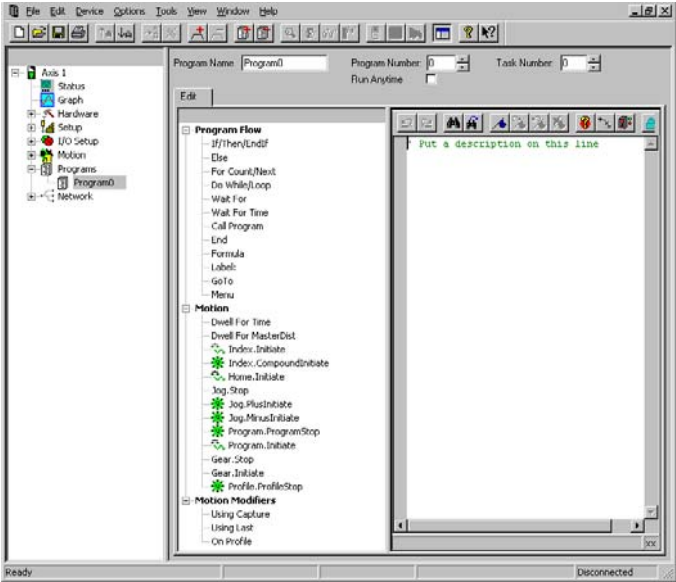 File Edit Device Options Tools View Window Help
Axis 1
Status
Graph
Hardware
Setup
I/O Setup
Motion
Programs
Program0
Network
Program Name Program0 Program Number: 0 Task Number: 0
Run Anytime
Edit
Program Flow
If/Then/EndIf
Else
For Count/Next
Do While/Loop
Wait For
Wait For Time
Call Program
End
Formula
Label:
GoTo
Menu
Motion
Dwell For Time
Dwell For MasterDist
Index.Initiate
Index.CompoundInitiate
Home.Initiate
Jog.Stop
Jog.PlusInitiate
Jog.MinusInitiate
Program.ProgramStop
Program.Initiate
Gear.Stop
Gear.Initiate
Profile.ProfileStop
Motion Modifiers
Using Capture
Using Last
On Profile
' Put a description on this line
xx
Ready Disconnected